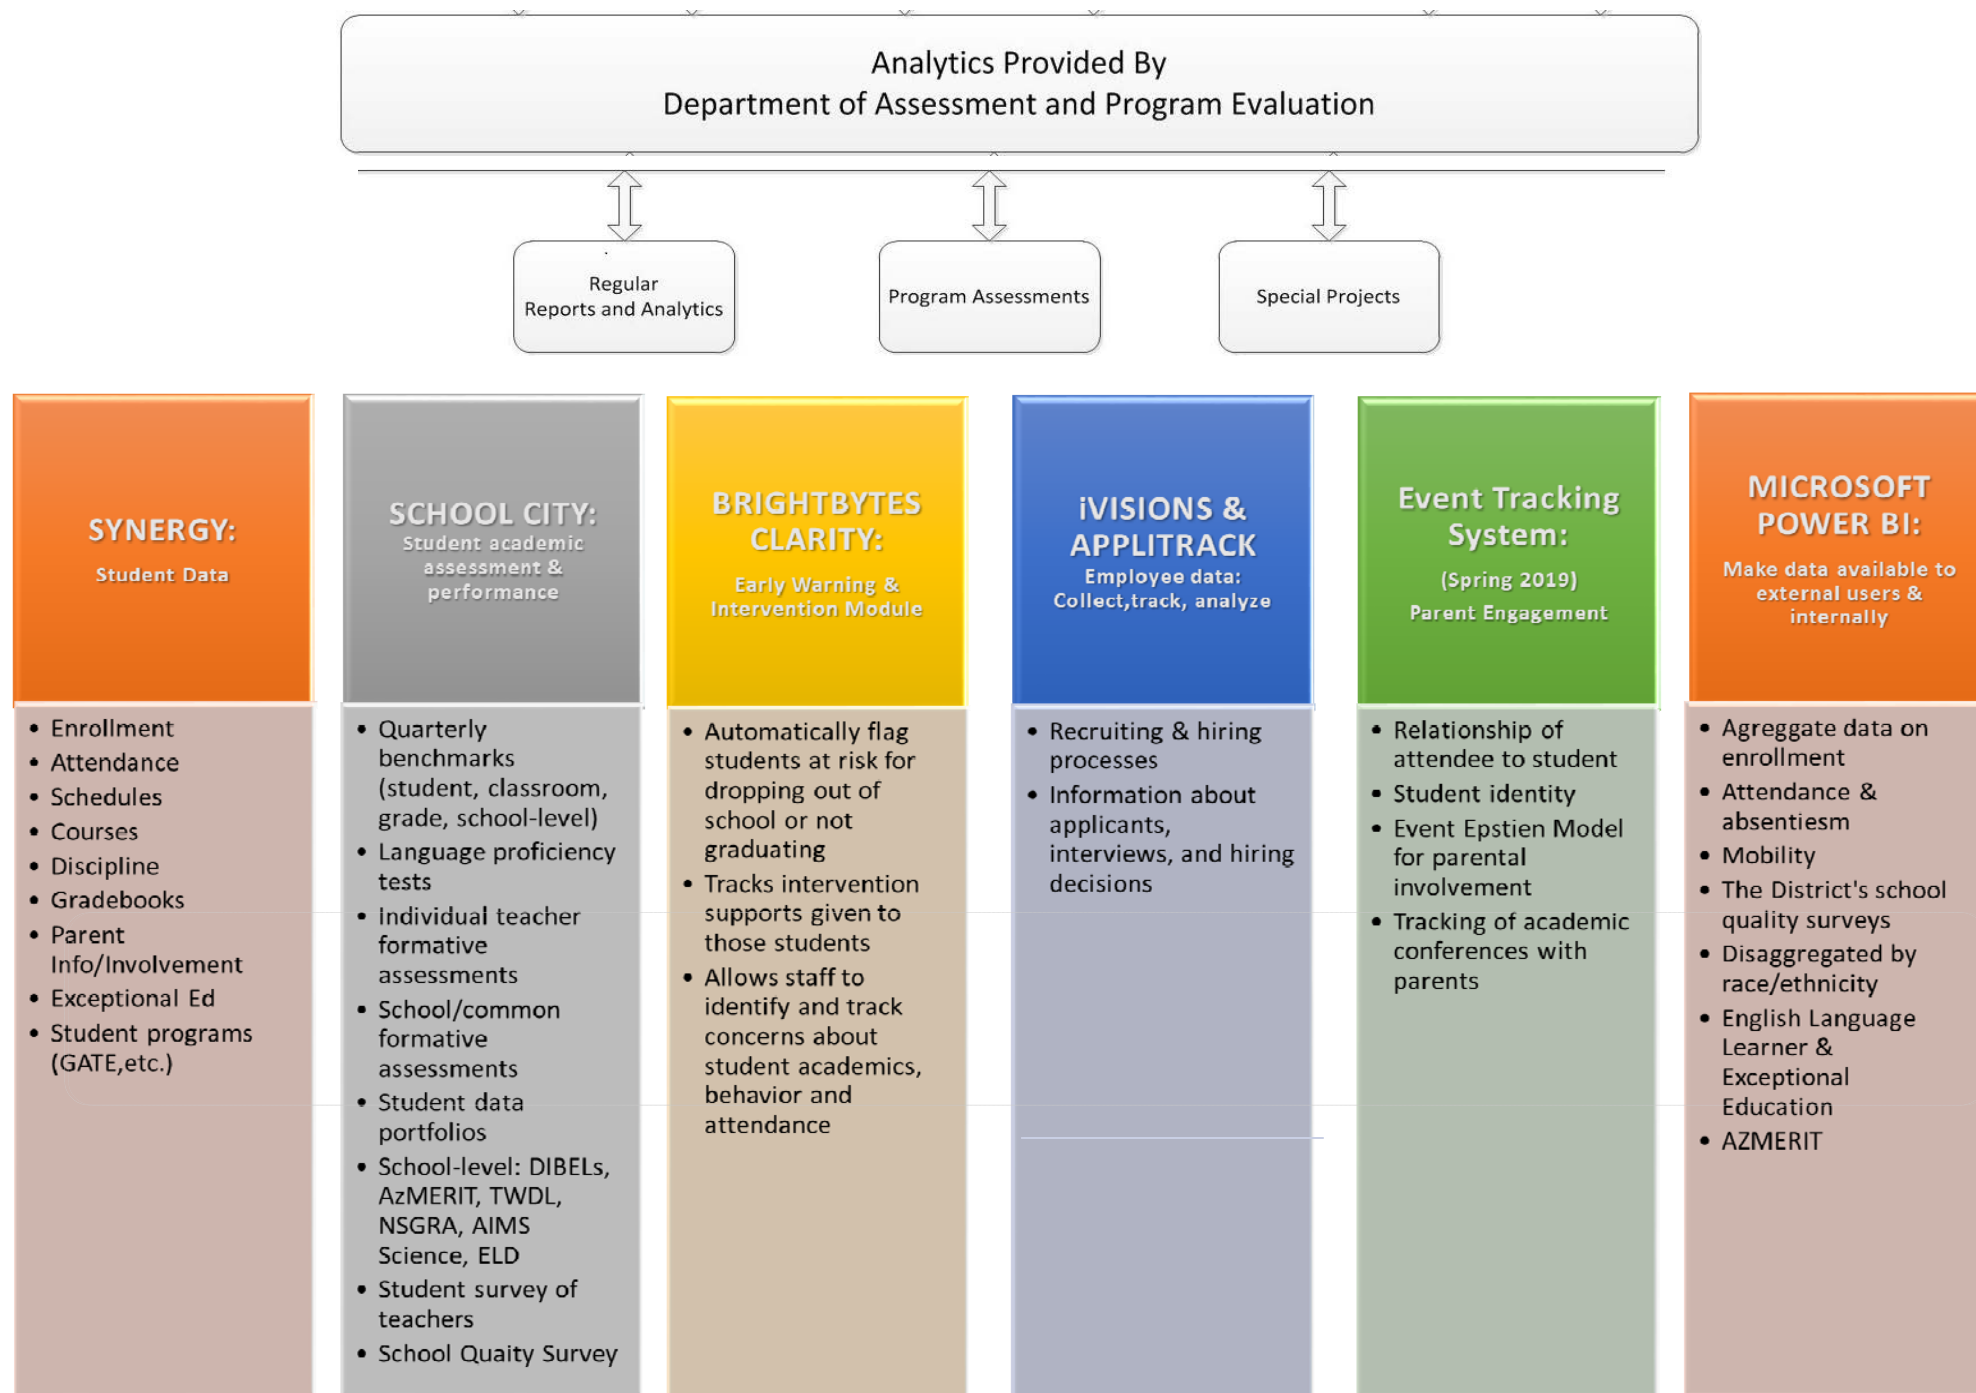 Analytics Provided By
Department of Assessment and Program Evaluation
Regular
Reports and Analytics
Program Assessments
Special Projects
SYNERGY:
Student Data
• Enrollment
• Attendance
• Schedules
• Courses
• Discipline
• Gradebooks
• Parent
Info/Involvement
• Exceptional Ed
• Student programs
(GATE,etc.)
SCHOOL CITY:
Student academic
assessment &
performance
• Quarterly
benchmarks
(student, classroom,
grade, school-level)
• Language proficiency
tests
• Individual teacher
formative
assessments
• School/common
formative
assessments
• Student data
portfolios
• School-level: DIBELs,
AzMERIT, TWDL,
NSGRA, AIMS
Science, ELD
• Student survey of
teachers
• School Quaity Survey
BRIGHTBYTES
CLARITY:
Early Warning &
Intervention Module
• Automatically flag
students at risk for
dropping out of
school or not
graduating
• Tracks intervention
supports given to
those students
• Allows staff to
identify and track
concerns about
student academics,
behavior and
attendance
iVISIONS &
APPLITRACK
Employee data:
Collect,track, analyze
• Recruiting & hiring
processes
• Information about
applicants,
interviews, and hiring
decisions
Event Tracking
System:
(Spring 2019)
Parent Engagement
• Relationship of
attendee to student
• Student identity
• Event Epstien Model
for parental
involvement
• Tracking of academic
conferences with
parents
MICROSOFT
POWER BI:
Make data available to
external users &
internally
• Agreggate data on
enrollment
• Attendance &
absentiesm
• Mobility
• The District's school
quality surveys
• Disaggregated by
race/ethnicity
• English Language
Learner &
Exceptional
Education
• AZMERIT